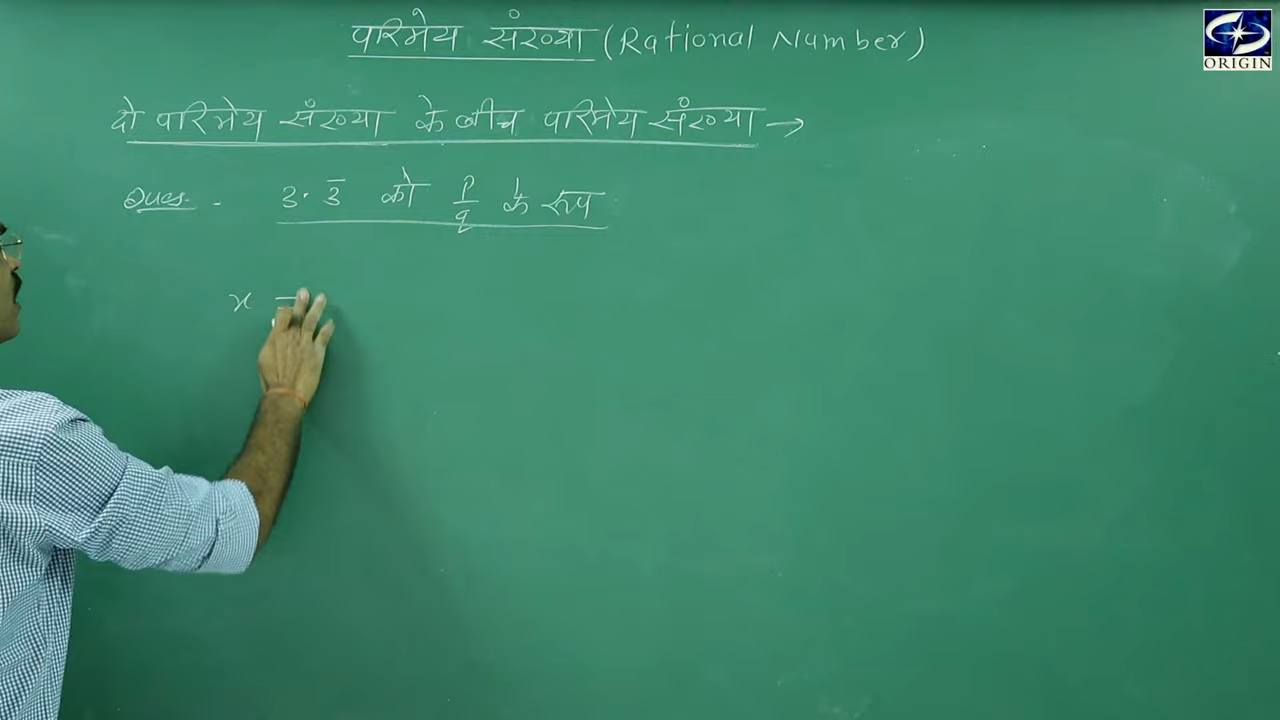 परिमेय संख्या (Rational Number)
ORIGIN
दो परिमेय संख्या के बीच परिमेय संख्या →
Ques. - 3.3̅ को p/q के रूप
x =